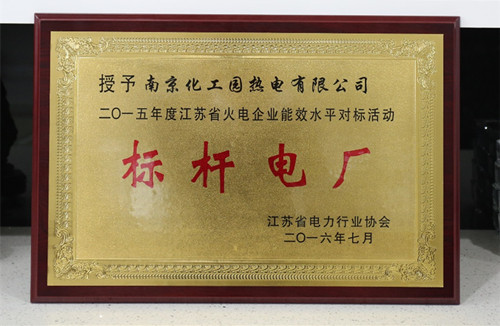 授予 南京化工园热电有限公司
二〇一五年度江苏省火电企业能效水平对标活动
标杆电厂
江苏省电力行业协会
二〇一六年七月